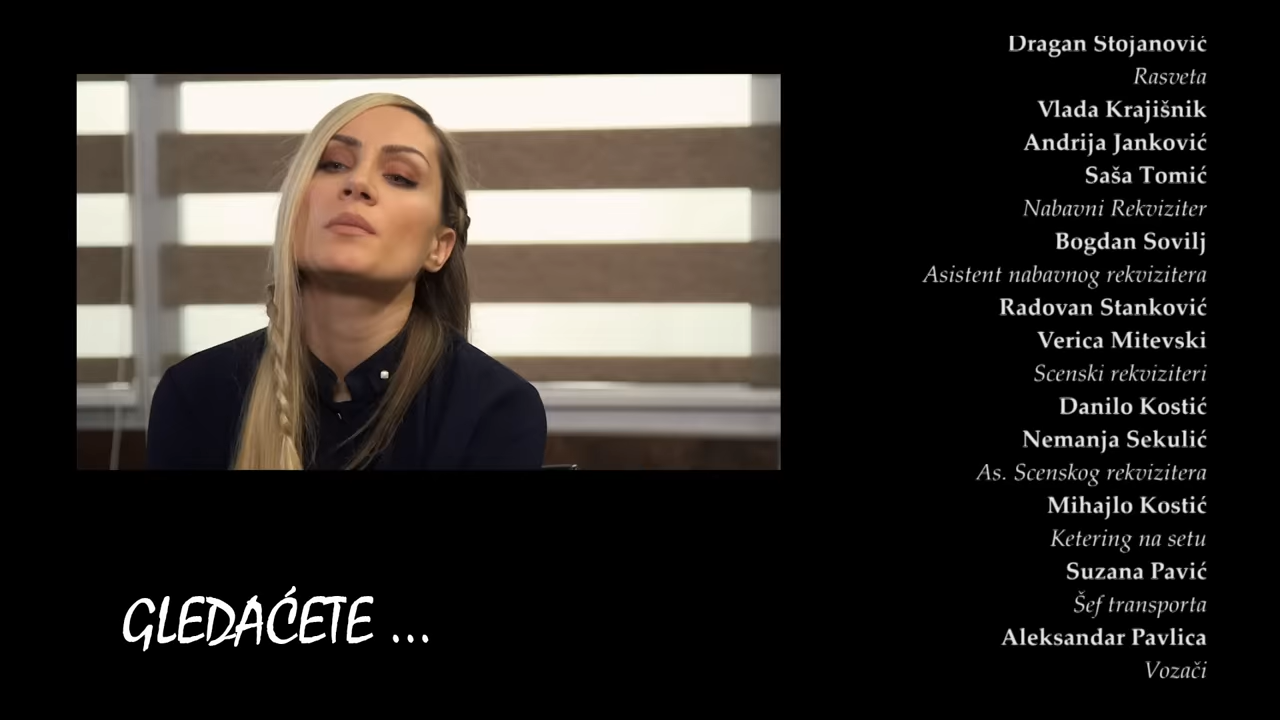 Dragan Stojanović
Rasveta
Vlada Krajišnik
Andrija Janković
Saša Tomić
Nabavni Rekviziter
Bogdan Sovilj
Asistent nabavnog rekvizitera
Radovan Stanković
Verica Mitevski
Scenski rekviziteri
Danilo Kostić
Nemanja Sekulić
As. Scenskog rekvizitera
Mihajlo Kostić
Ketering na setu
Suzana Pavić
Šef transporta
Aleksandar Pavlica
Vozači
GLEDAĆETE ...